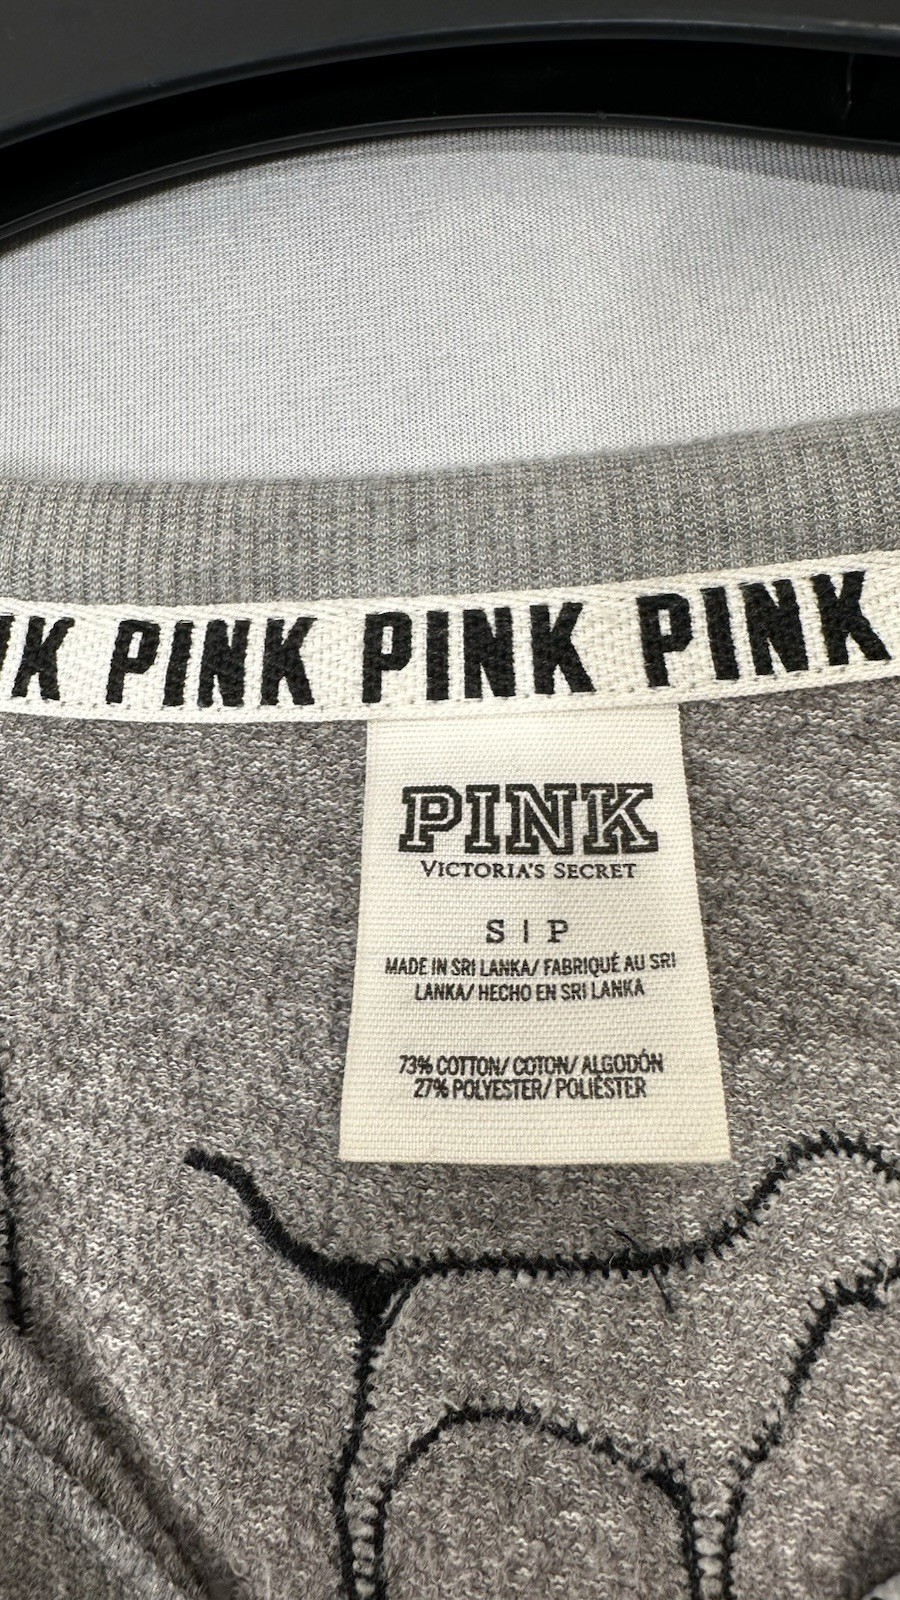 PINK PINK PINK
PINK
VICTORIA'S SECRET
S | P
MADE IN SRI LANKA/ FABRIQUÉ AU SRI
LANKA/ HECHO EN SRI LANKA
73% COTTON/ COTON/ ALGODÓN
27% POLYESTER/ POLIÉSTER